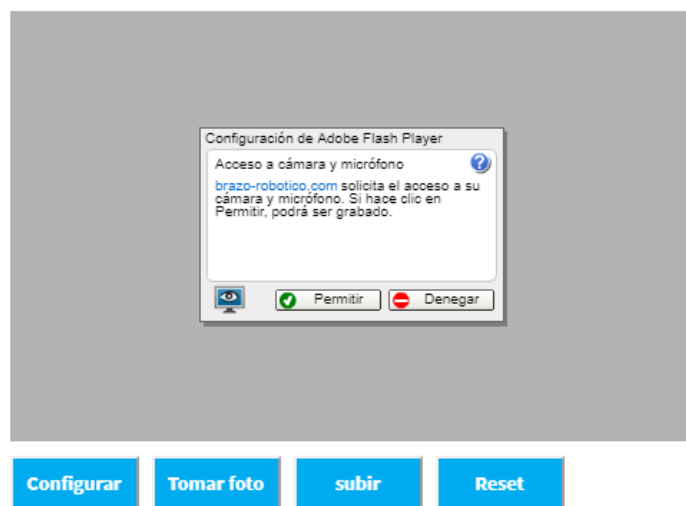 Configuración de Adobe Flash Player
Acceso a cámara y micrófono
?
brazo-robotico.com solicita el acceso a su
cámara y micrófono. Si hace clic en
Permitir, podrá ser grabado.
Permitir Denegar
Configurar Tomar foto subir Reset